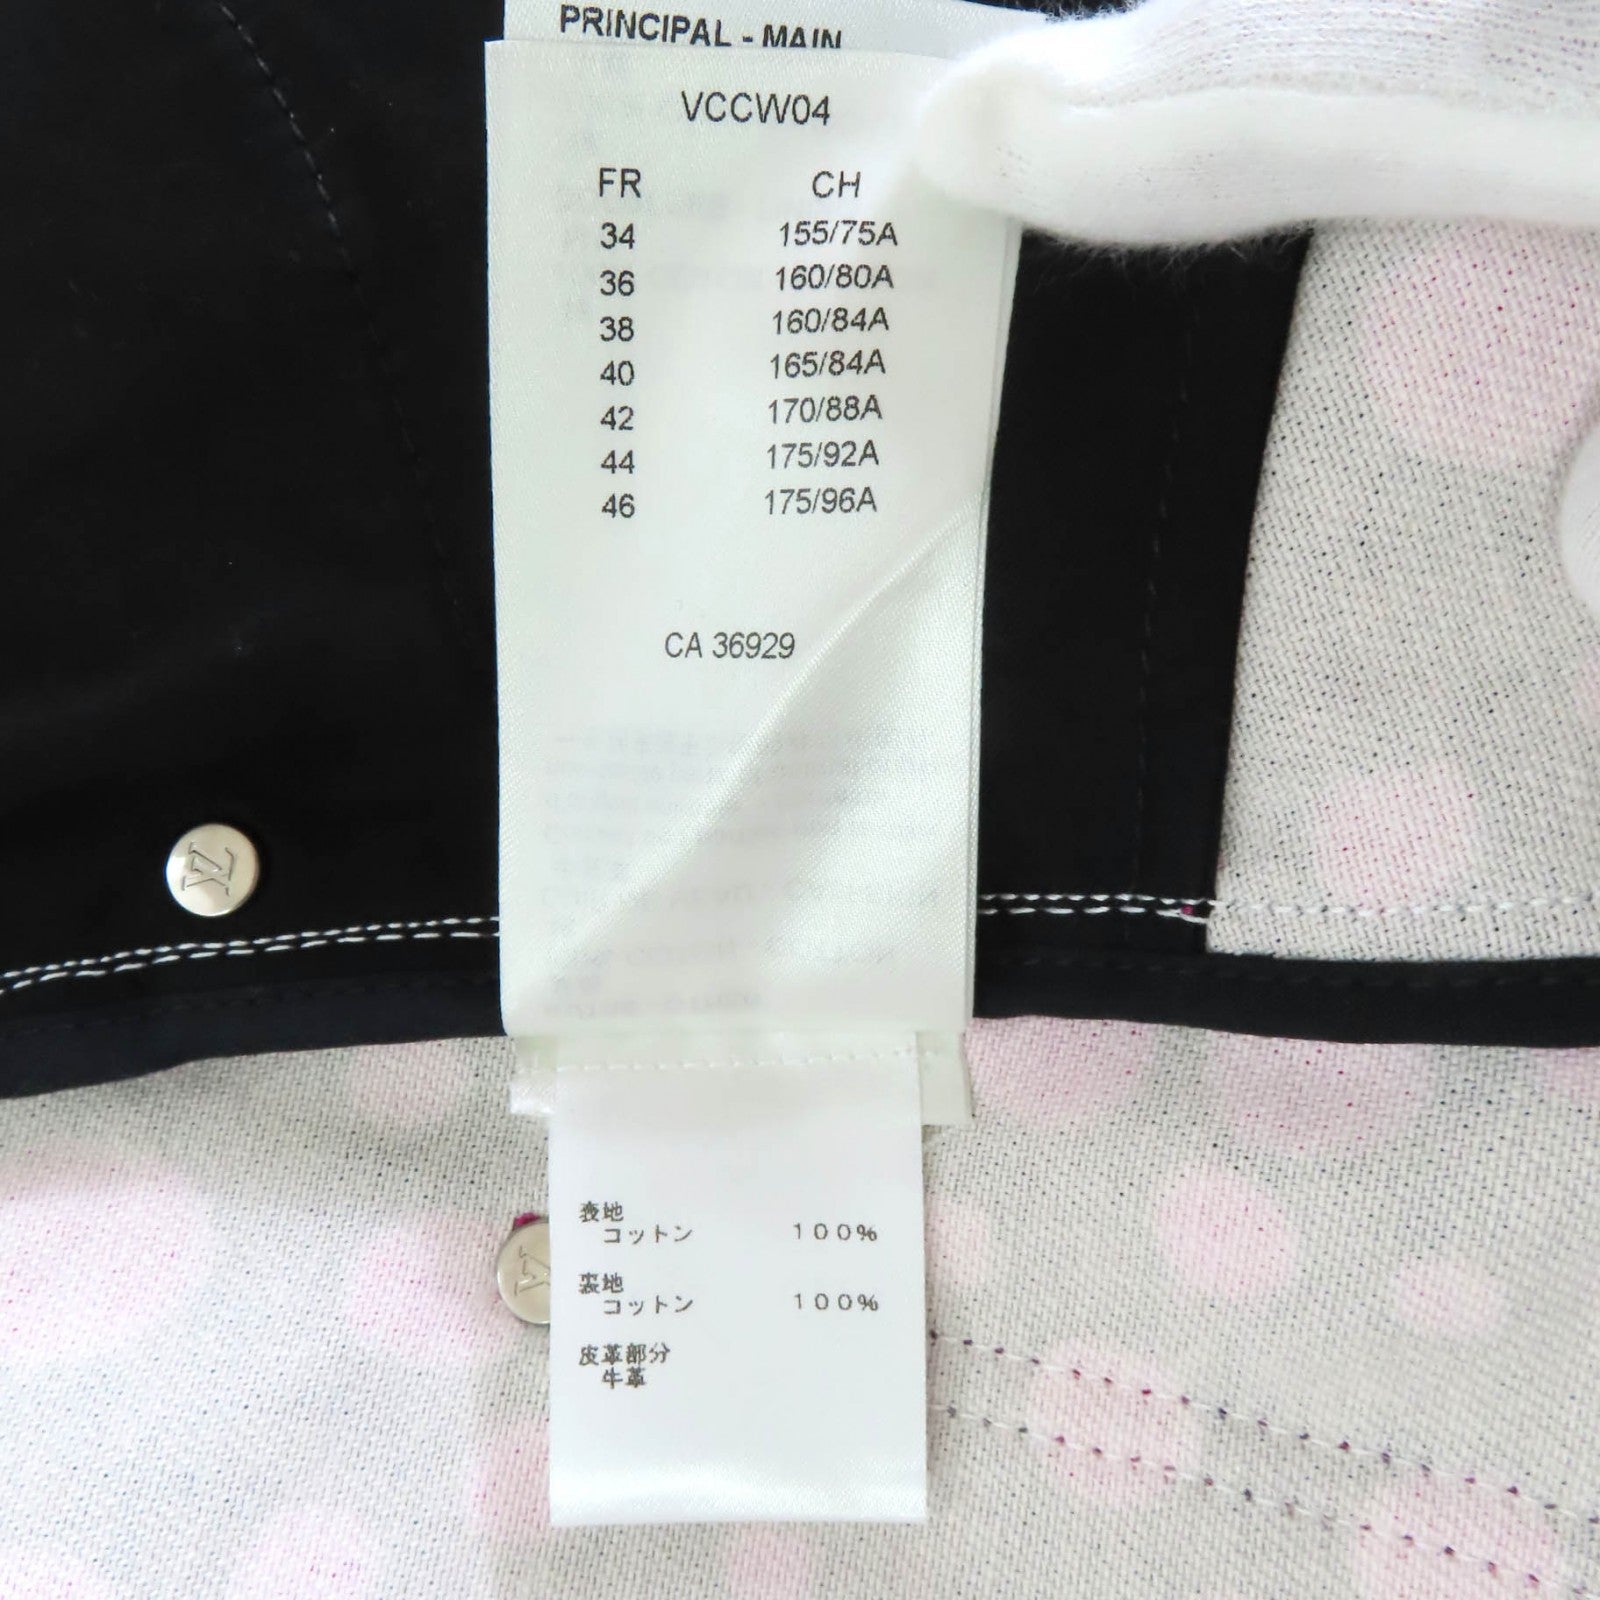 PRINCIPAL - MAIN
VCCW04
FR CH
34 155/75A
36 160/80A
38 160/84A
40 165/84A
42 170/88A
44 175/92A
46 175/96A
CA 36929
LV
LV
表地
コットン 100%
裏地
コットン 100%
皮革部分
牛革